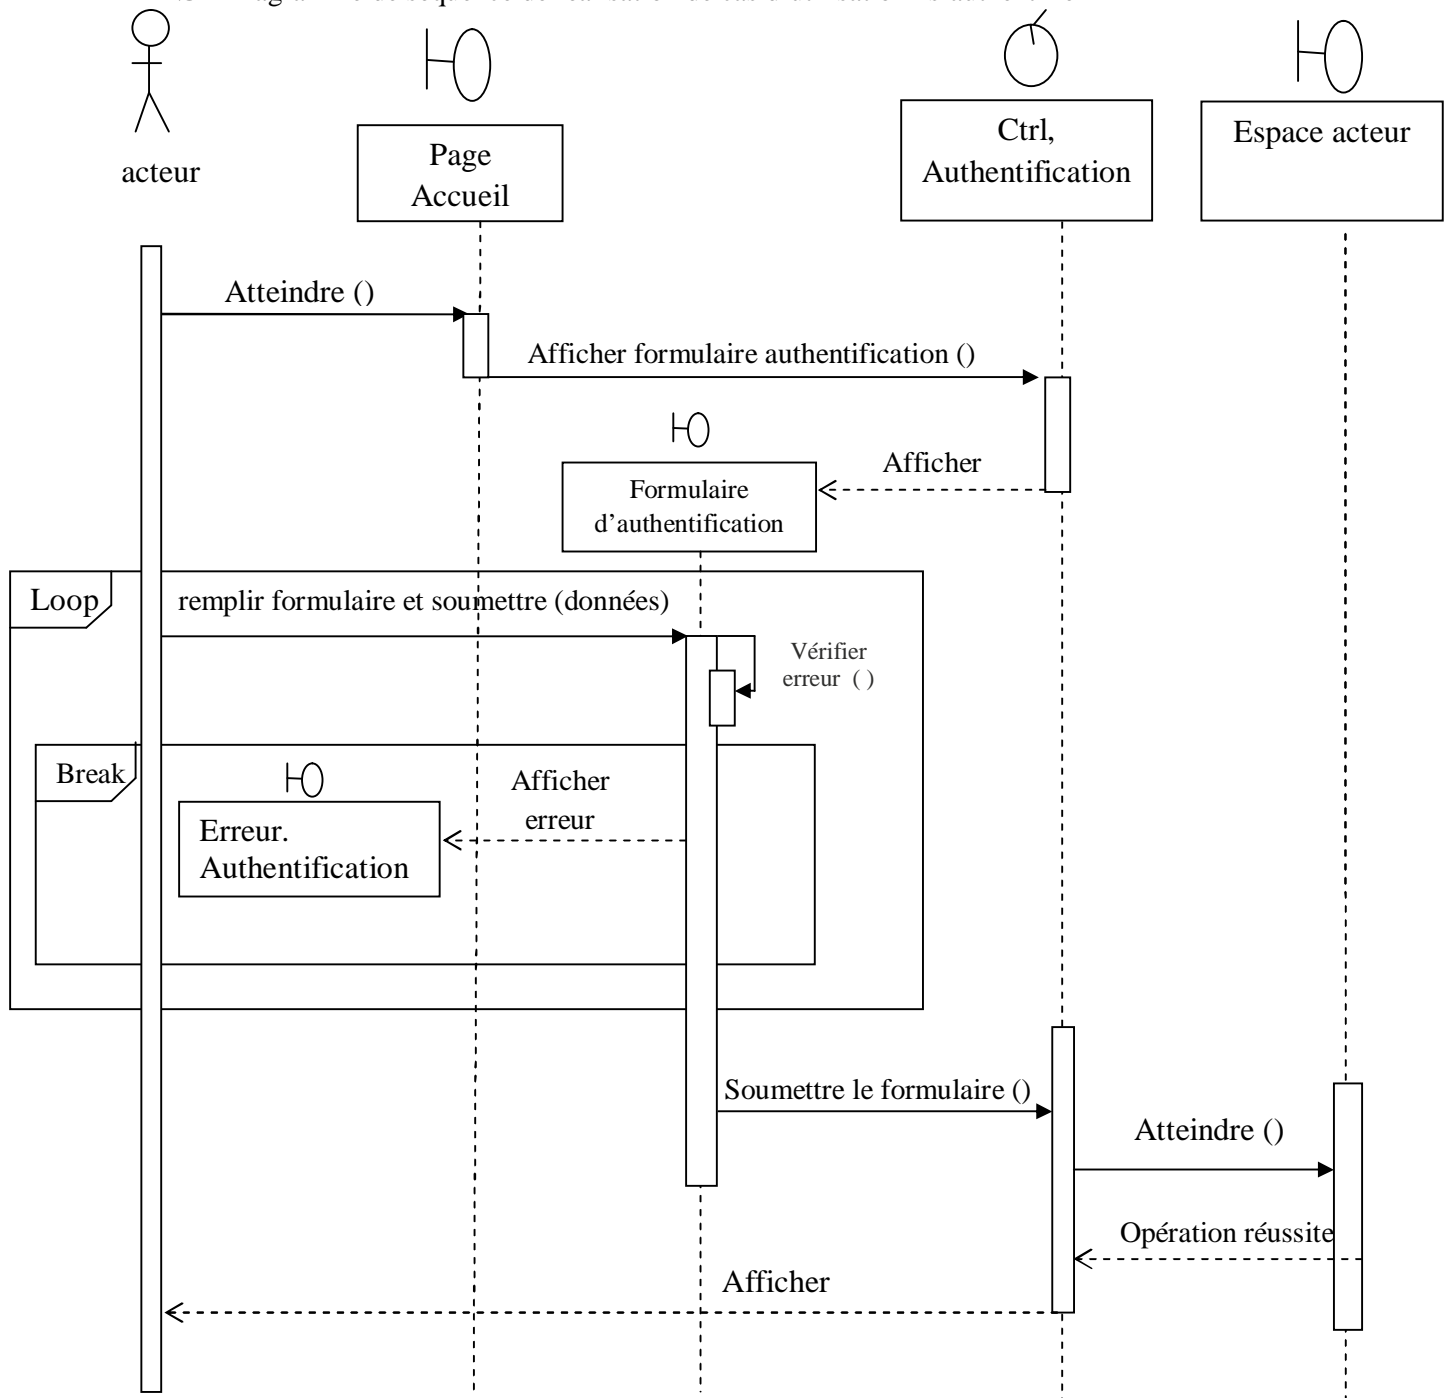 acteur
Page
Accueil
Ctrl,
Authentification
Espace acteur
Atteindre ()
Afficher formulaire authentification ()
Afficher
Formulaire
d’authentification
Loop
remplir formulaire et soumettre (données)
Vérifier
erreur ( )
Break
Afficher
erreur
Erreur.
Authentification
Soumettre le formulaire ()
Atteindre ()
Opération réussite
Afficher